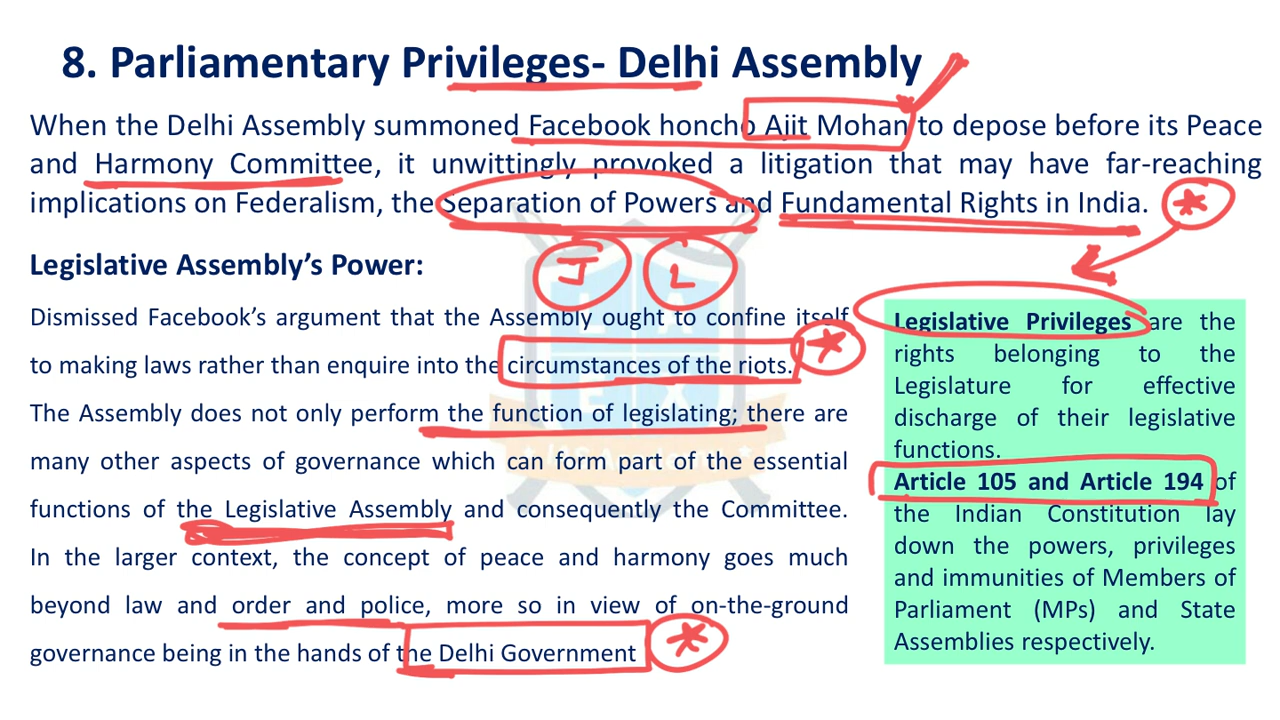 8. Parliamentary Privileges- Delhi Assembly
When the Delhi Assembly summoned Facebook honcho Ajit Mohan to depose before its Peace
and Harmony Committee, it unwittingly provoked a litigation that may have far-reaching
implications on Federalism, the Separation of Powers and Fundamental Rights in India.
J L
Legislative Assembly’s Power:
Dismissed Facebook’s argument that the Assembly ought to confine itself
to making laws rather than enquire into the circumstances of the riots.
The Assembly does not only perform the function of legislating; there are
many other aspects of governance which can form part of the essential
functions of the Legislative Assembly and consequently the Committee.
In the larger context, the concept of peace and harmony goes much
beyond law and order and police, more so in view of on-the-ground
governance being in the hands of the Delhi Government
Legislative Privileges are the
rights belonging to the
Legislature for effective
discharge of their legislative
functions.
Article 105 and Article 194 of
the Indian Constitution lay
down the powers, privileges
and immunities of Members of
Parliament (MPs) and State
Assemblies respectively.